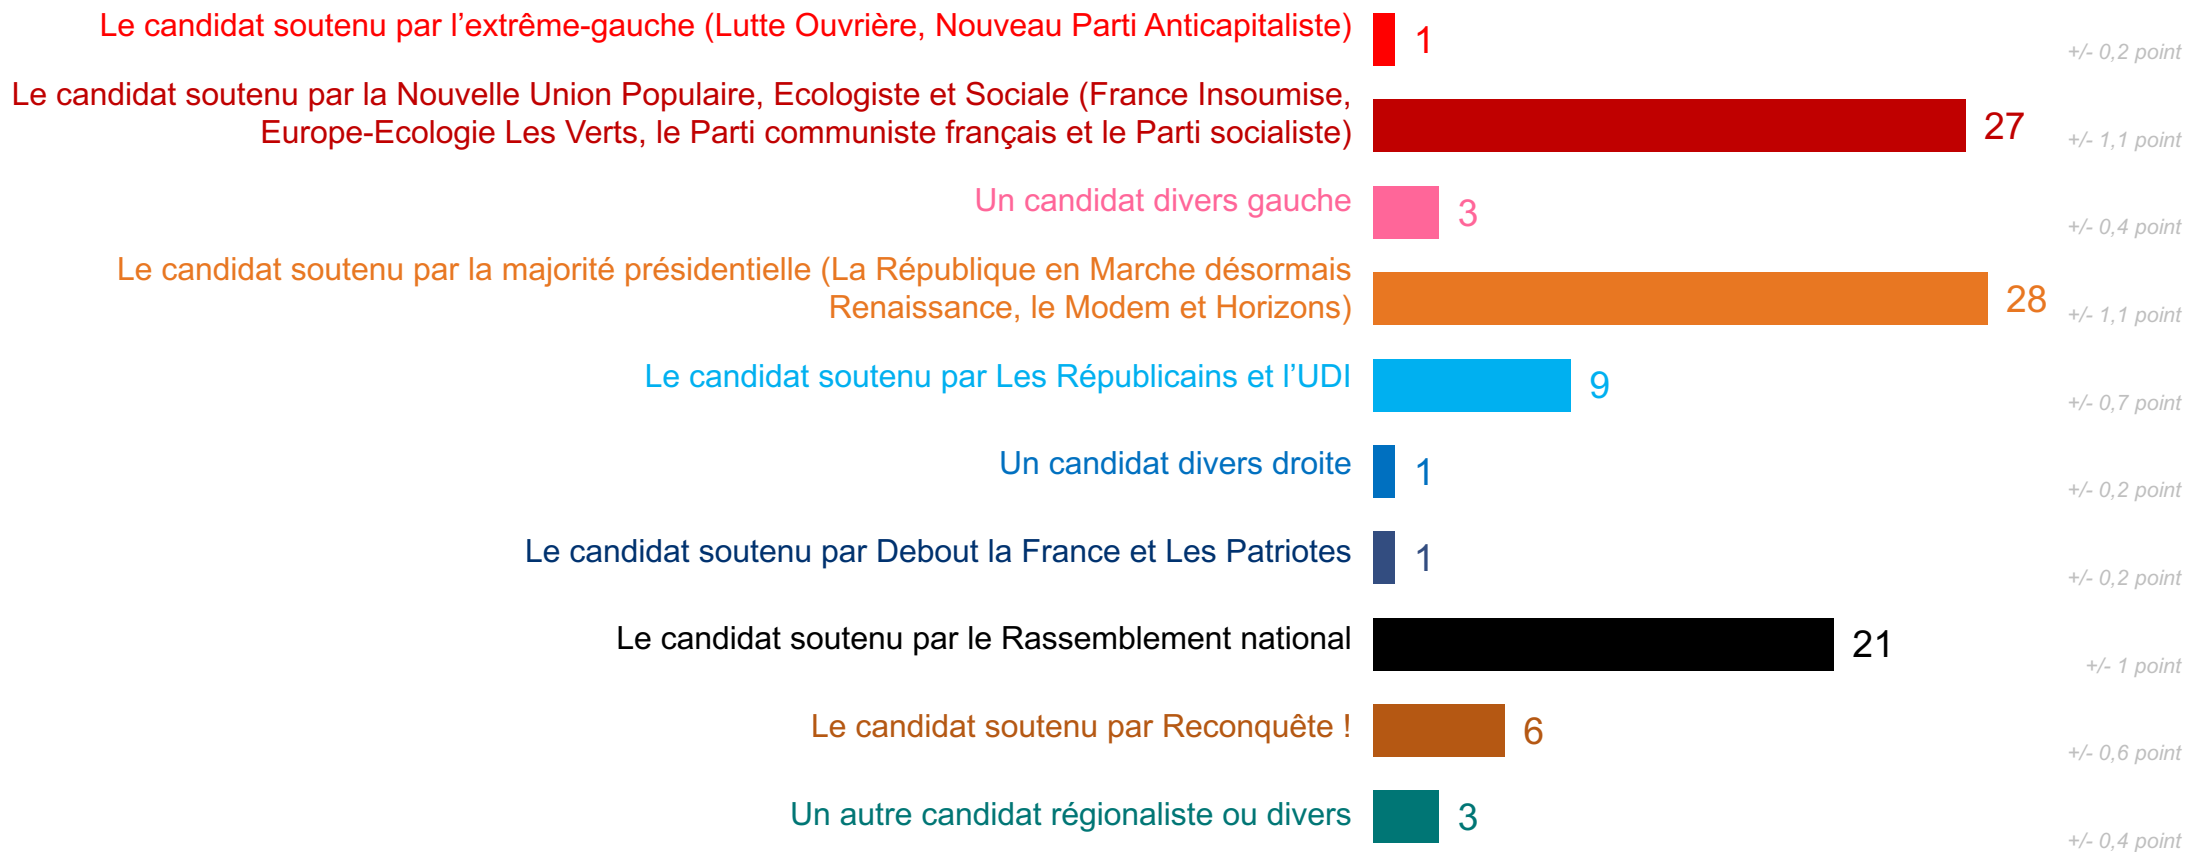 Le candidat soutenu par l’extrême-gauche (Lutte Ouvrière, Nouveau Parti Anticapitaliste) 1 +/- 0,2 point
Le candidat soutenu par la Nouvelle Union Populaire, Ecologiste et Sociale (France Insoumise,
Europe-Ecologie Les Verts, le Parti communiste français et le Parti socialiste) 27 +/- 1,1 point
Un candidat divers gauche 3 +/- 0,4 point
Le candidat soutenu par la majorité présidentielle (La République en Marche désormais
Renaissance, le Modem et Horizons) 28 +/- 1,1 point
Le candidat soutenu par Les Républicains et l’UDI 9 +/- 0,7 point
Un candidat divers droite 1 +/- 0,2 point
Le candidat soutenu par Debout la France et Les Patriotes 1 +/- 0,2 point
Le candidat soutenu par le Rassemblement national 21 +/- 1 point
Le candidat soutenu par Reconquête ! 6 +/- 0,6 point
Un autre candidat régionaliste ou divers 3 +/- 0,4 point